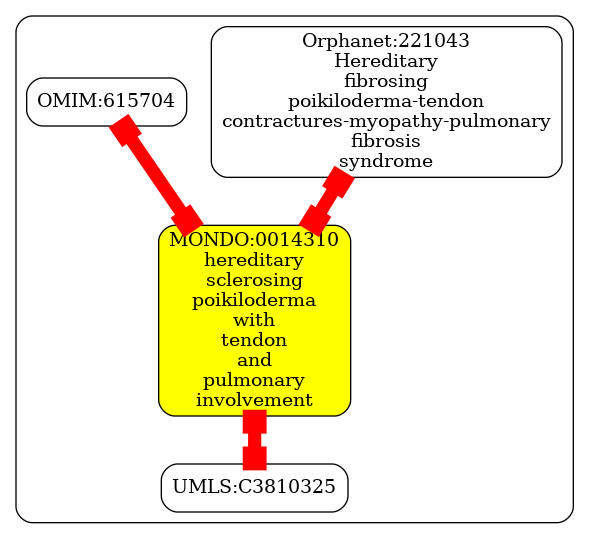 Orphanet:221043
Hereditary
fibrosing
poikiloderma-tendon
contractures-myopathy-pulmonary
fibrosis
syndrome
OMIM:615704
MONDO:0014310
hereditary
sclerosing
poikiloderma
with
tendon
and
pulmonary
involvement
UMLS:C3810325